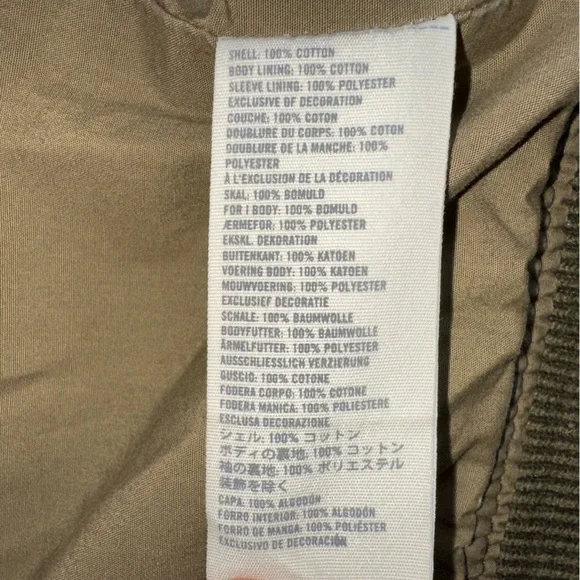 SHELL: 100% COTTON
BODY LINING: 100% COTTON
SLEEVE LINING: 100% POLYESTER
EXCLUSIVE OF DECORATION
COUCHE: 100% COTON
DOUBLURE DU CORPS: 100% COTON
DOUBLURE DE LA MANCHE: 100%
POLYESTER
À L'EXCLUSION DE LA DÉCORATION
SKAL: 100% BOMULD
FOR I BODY: 100% BOMULD
ÆRMEFOR: 100% POLYESTER
EKSKL. DEKORATION
BUITENKANT: 100% KATOEN
VOERING BODY: 100% KATOEN
MOUWVOERING: 100% POLYESTER
EXCLUSIEF DECORATIE
SCHALE: 100% BAUMWOLLE
BODYFUTTER: 100% BAUMWOLLE
ÄRMELFUTTER: 100% POLYESTER
AUSSCHLIESSLICH VERZIERUNG
GUSCIO: 100% COTONE
FODERA CORPO: 100% COTONE
FODERA MANICA: 100% POLIESTERE
ESCLUSA DECORAZIONE
シェル: 100% コットン
ボディの裏地: 100% コットン
袖の裏地: 100% ポリエステル
装飾を除く
CAPA: 100% ALGODÓN
FORRO INTERIOR: 100% ALGODÓN
FORRO DE MANGA: 100% POLIÉSTER
EXCLUSIVO DE DECORACIÓN